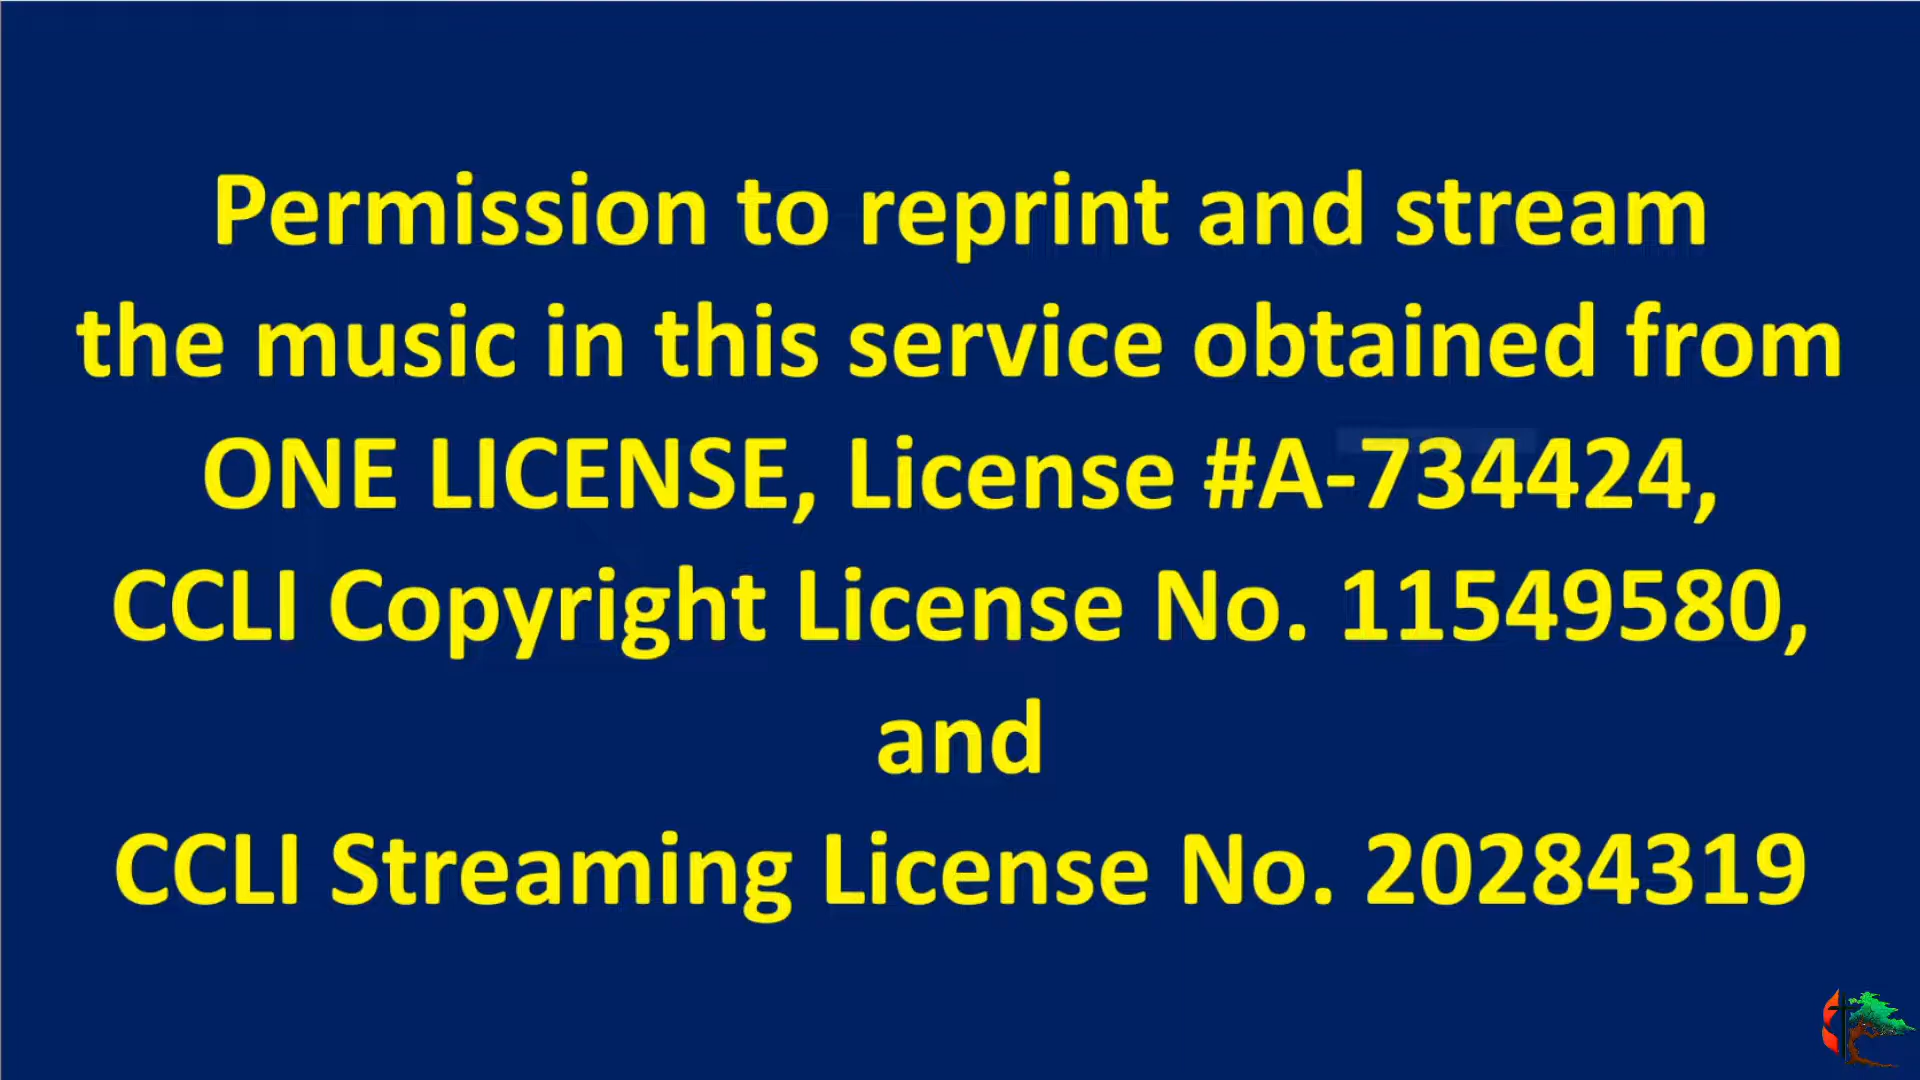 Permission to reprint and stream
the music in this service obtained from
ONE LICENSE, License #A-734424,
CCLI Copyright License No. 11549580,
and
CCLI Streaming License No. 20284319